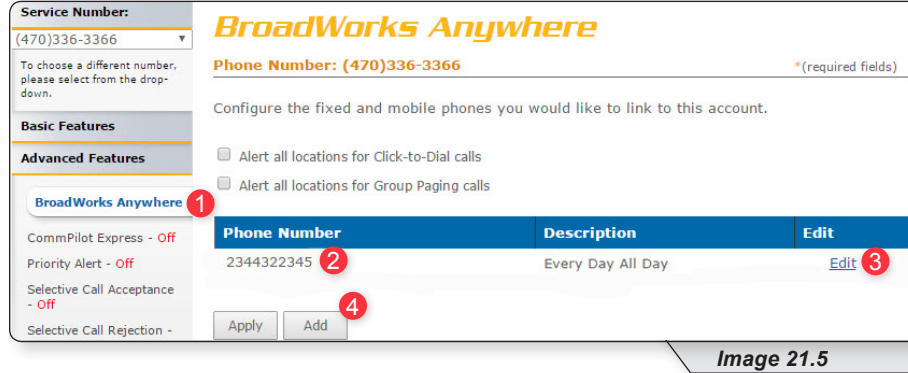 Service Number:
(470)336-3366
To choose a different number,
please select from the drop-
down.
Basic Features
Advanced Features
BroadWorks Anywhere 1
CommPilot Express - Off
Priority Alert - Off
Selective Call Acceptance
- Off
Selective Call Rejection -
BroadWorks Anywhere
Phone Number: (470)336-3366 *(required fields)
Configure the fixed and mobile phones you would like to link to this account.
Alert all locations for Click-to-Dial calls
Alert all locations for Group Paging calls
Phone Number Description Edit
2344322345 2 Every Day All Day Edit 3
4
Apply Add
Image 21.5